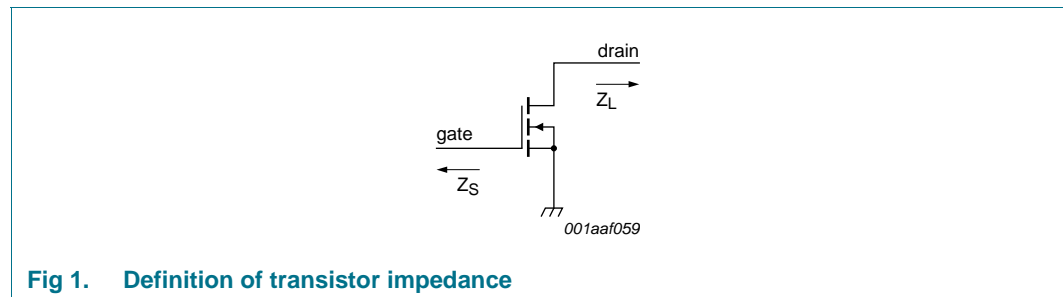 drain
Z_L
gate
Z_S
001aaf059
Fig 1. Definition of transistor impedance